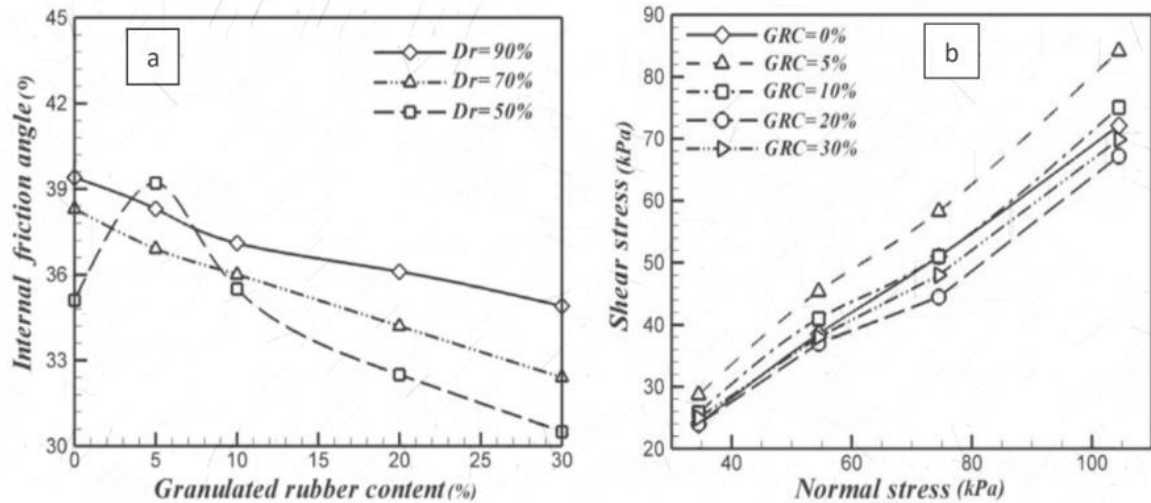 a
Dr=90%
Dr=70%
Dr=50%
45
42
39
36
33
30
0
5
10
20
30
Internal friction angle (º)
Granulated rubber content (%)
b
GRC=0%
GRC=5%
GRC=10%
GRC=20%
GRC=30%
90
80
70
60
50
40
30
20
40
60
80
100
Shear stress (kPa)
Normal stress (kPa)